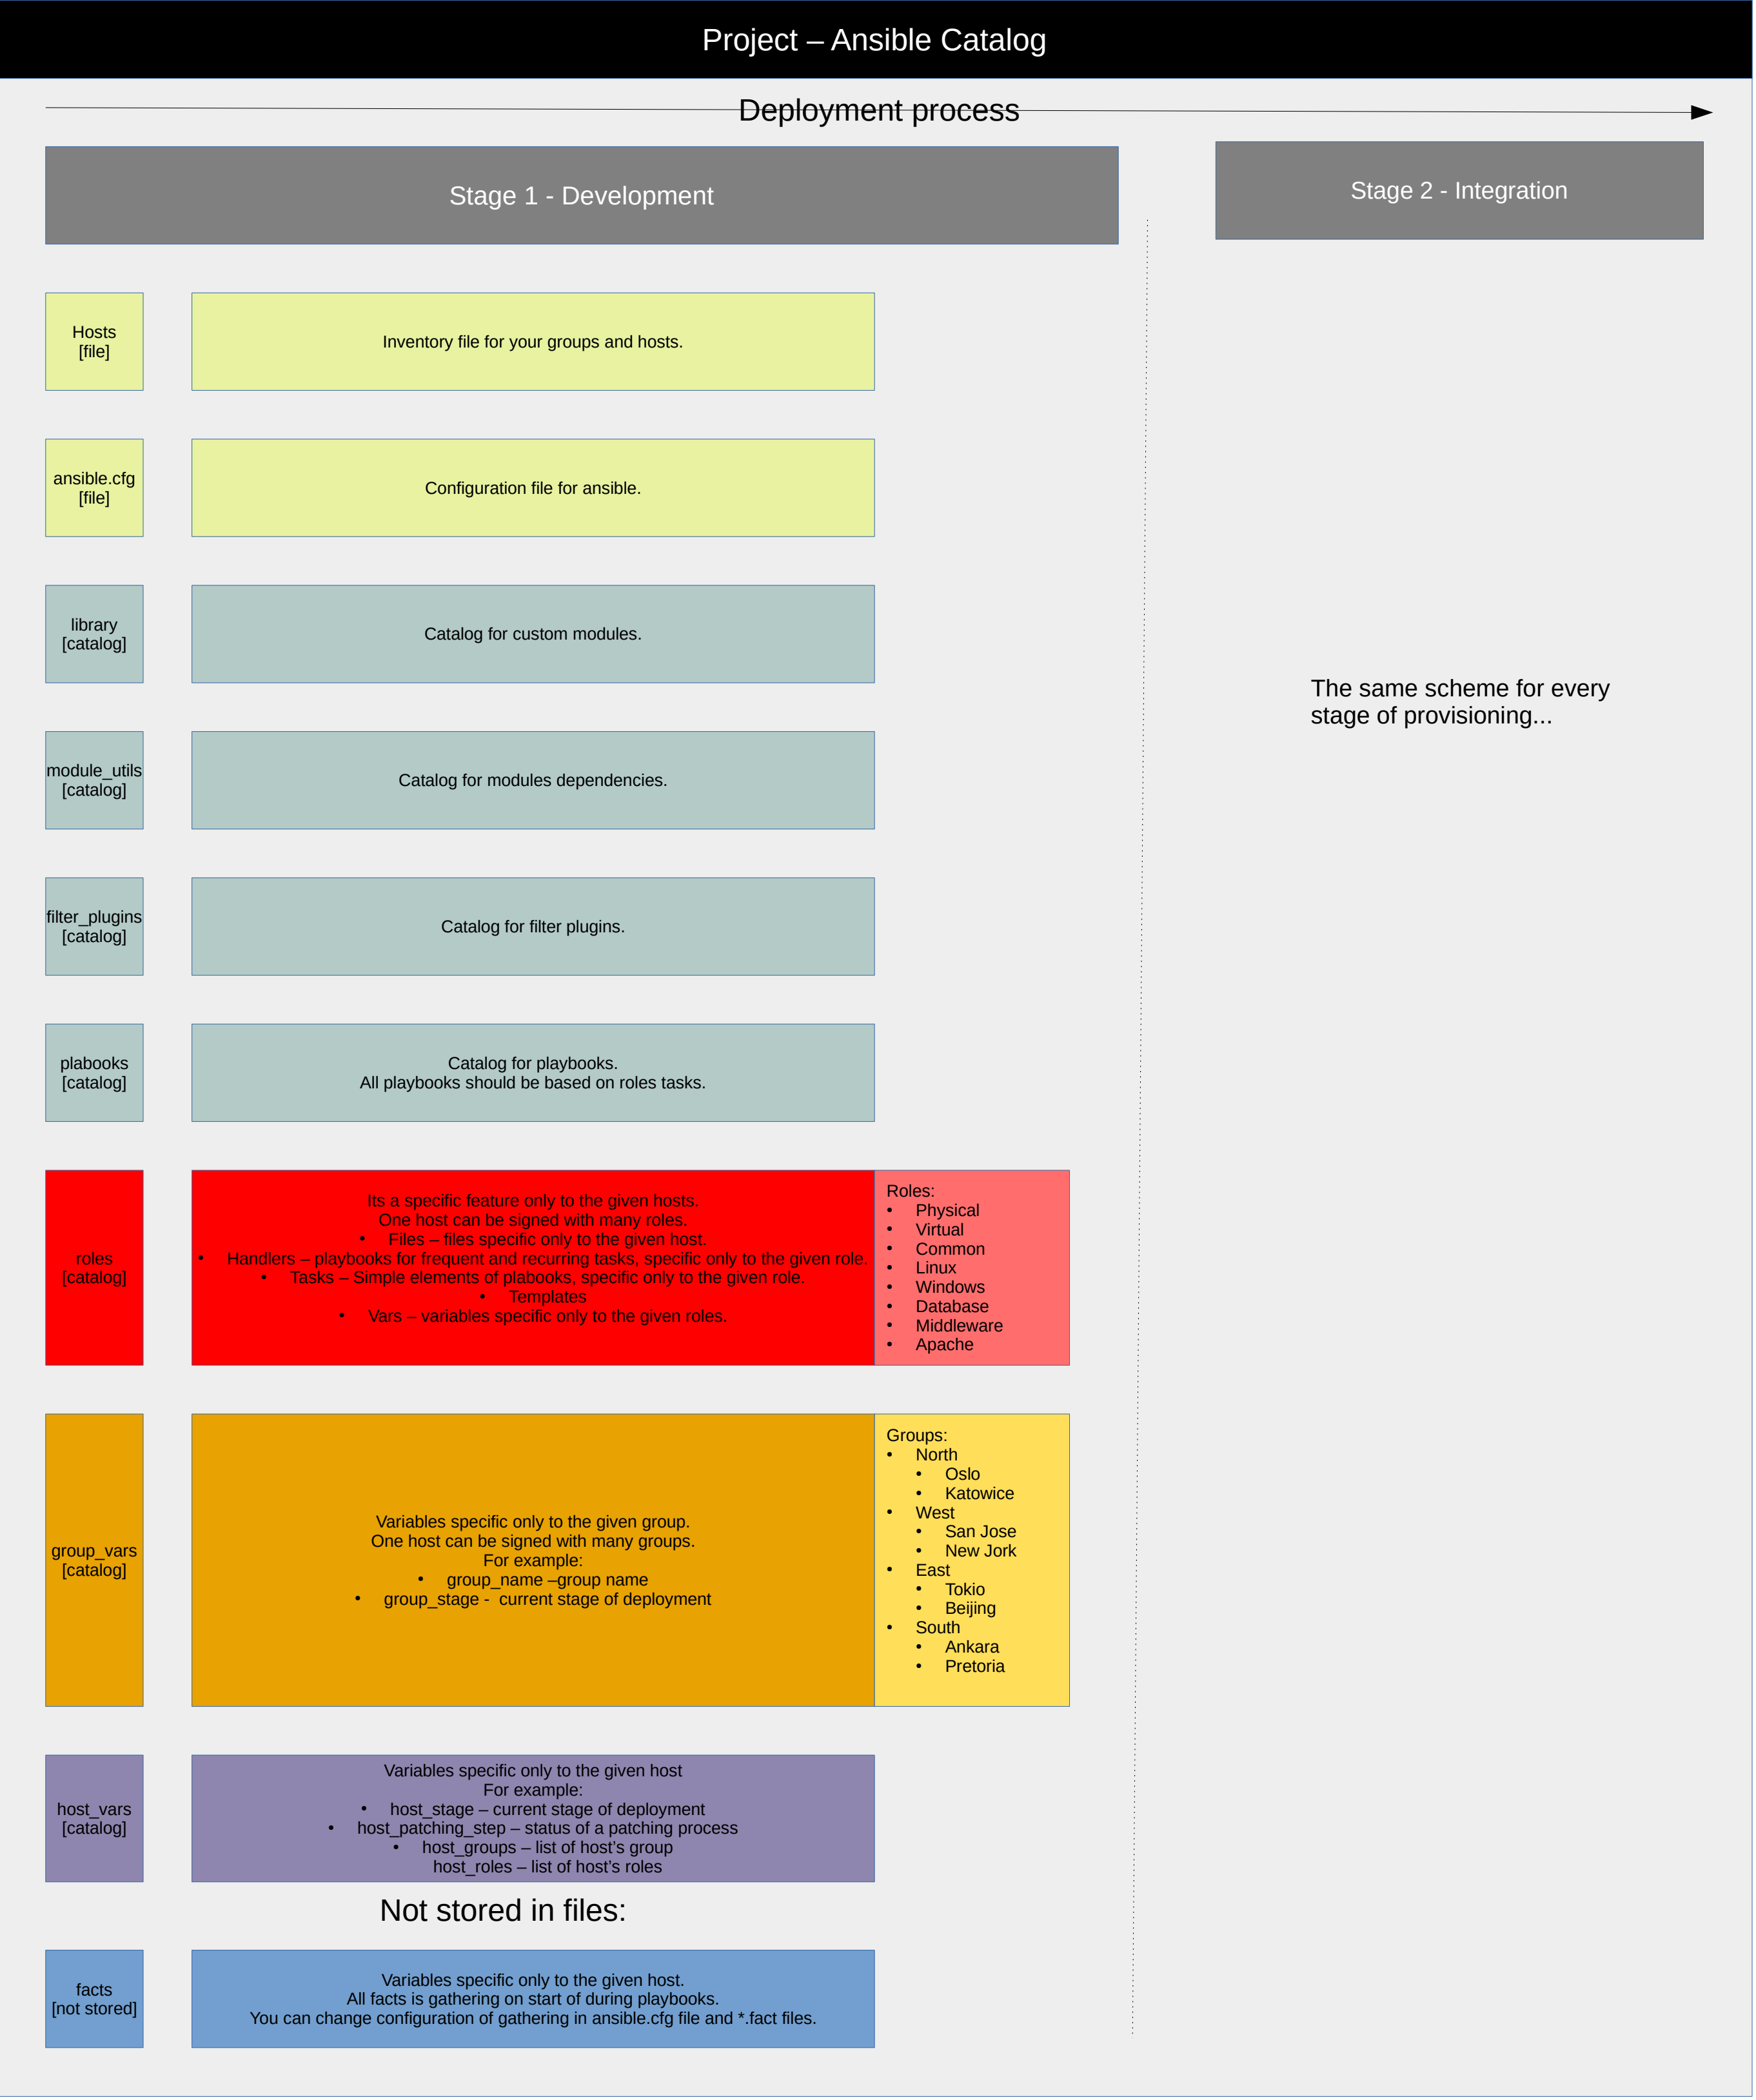 Project – Ansible Catalog
Deployment process
Stage 1 - Development
Stage 2 - Integration
Hosts
[file]
Inventory file for your groups and hosts.
ansible.cfg
[file]
Configuration file for ansible.
library
[catalog]
Catalog for custom modules.
The same scheme for every
stage of provisioning...
module_utils
[catalog]
Catalog for modules dependencies.
filter_plugins
[catalog]
Catalog for filter plugins.
plabooks
[catalog]
Catalog for playbooks.
All playbooks should be based on roles tasks.
roles
[catalog]
Its a specific feature only to the given hosts.
One host can be signed with many roles.
• Files – files specific only to the given host.
• Handlers – playbooks for frequent and recurring tasks, specific only to the given role.
• Tasks – Simple elements of plabooks, specific only to the given role.
• Templates
• Vars – variables specific only to the given roles.
Roles:
• Physical
• Virtual
• Common
• Linux
• Windows
• Database
• Middleware
• Apache
group_vars
[catalog]
Variables specific only to the given group.
One host can be signed with many groups.
For example:
• group_name –group name
• group_stage -  current stage of deployment
Groups:
• North
• Oslo
• Katowice
• West
• San Jose
• New Jork
• East
• Tokio
• Beijing
• South
• Ankara
• Pretoria
host_vars
[catalog]
Variables specific only to the given host
For example:
• host_stage – current stage of deployment
• host_patching_step – status of a patching process
• host_groups – list of host’s group
host_roles – list of host’s roles
Not stored in files:
facts
[not stored]
Variables specific only to the given host.
All facts is gathering on start of during playbooks.
You can change configuration of gathering in ansible.cfg file and *.fact files.